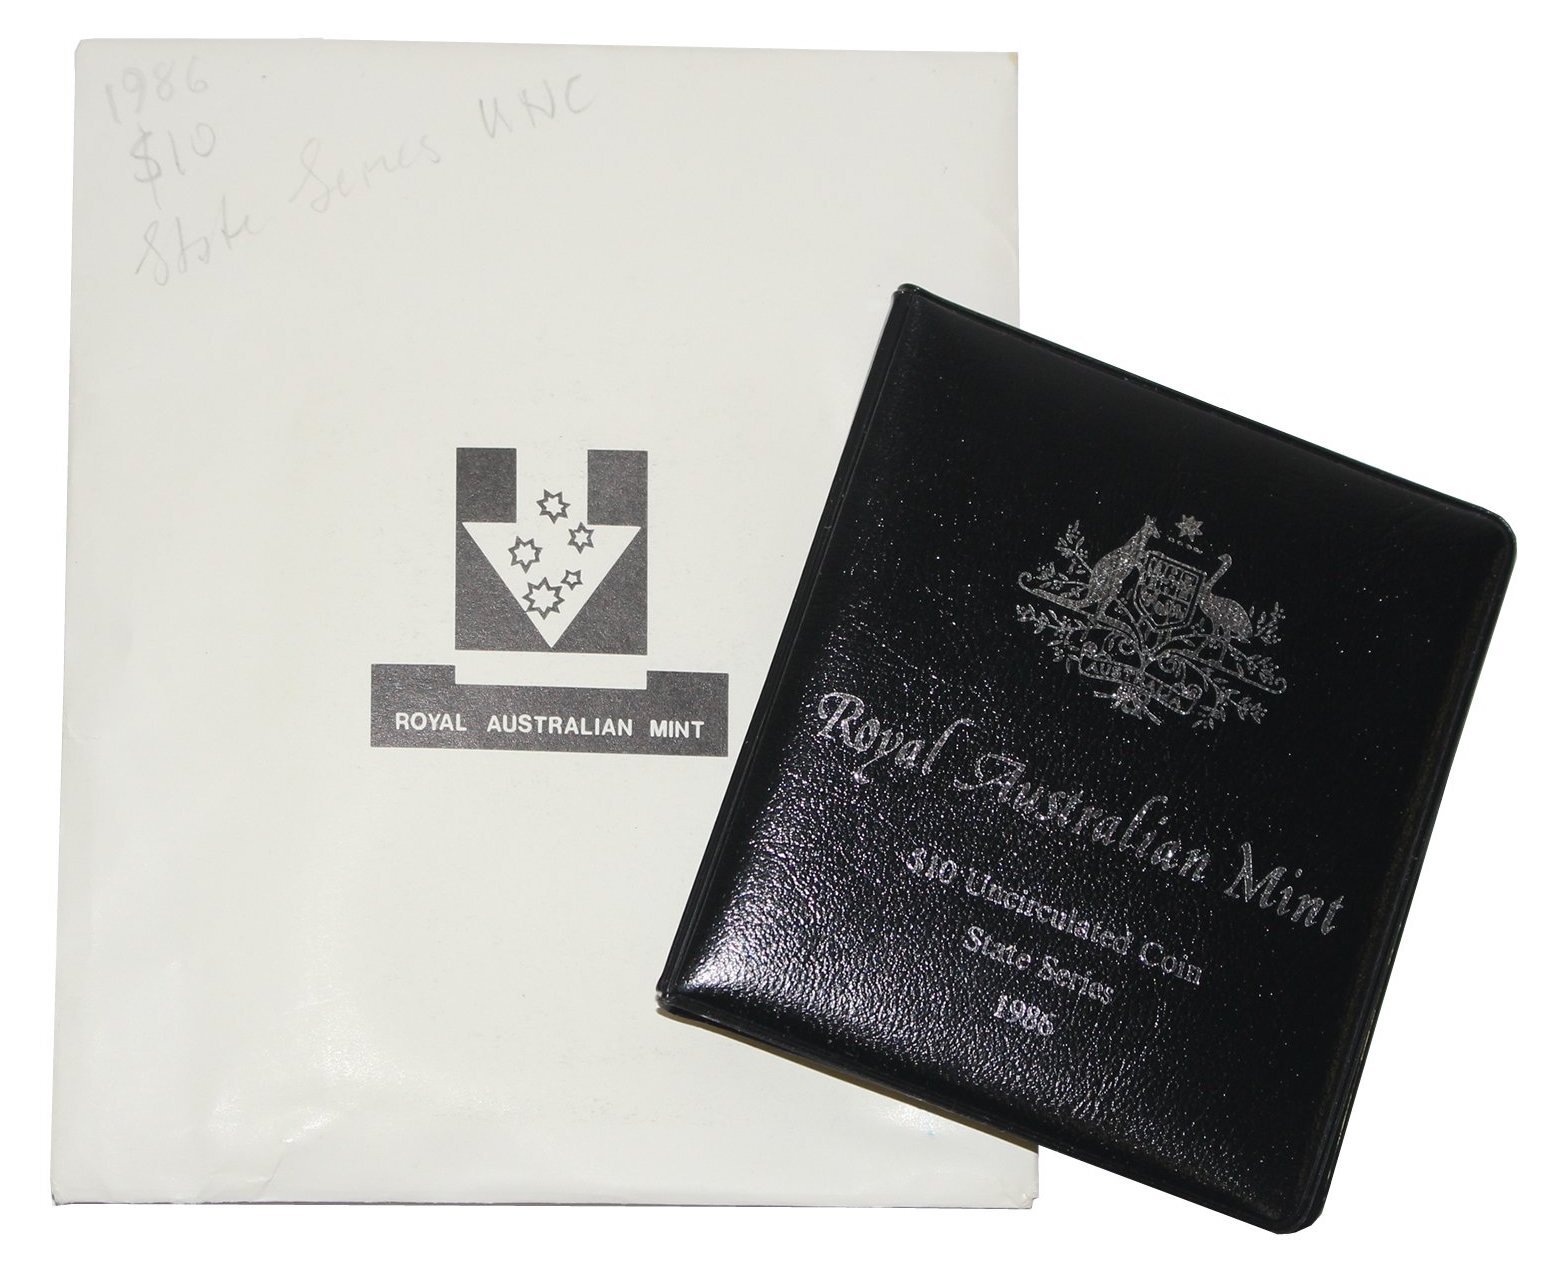 1986
$10
State Series UNC
ROYAL AUSTRALIAN MINT
AUSTRALIA
Royal Australian Mint
$10 Uncirculated Coin
State Series
1986